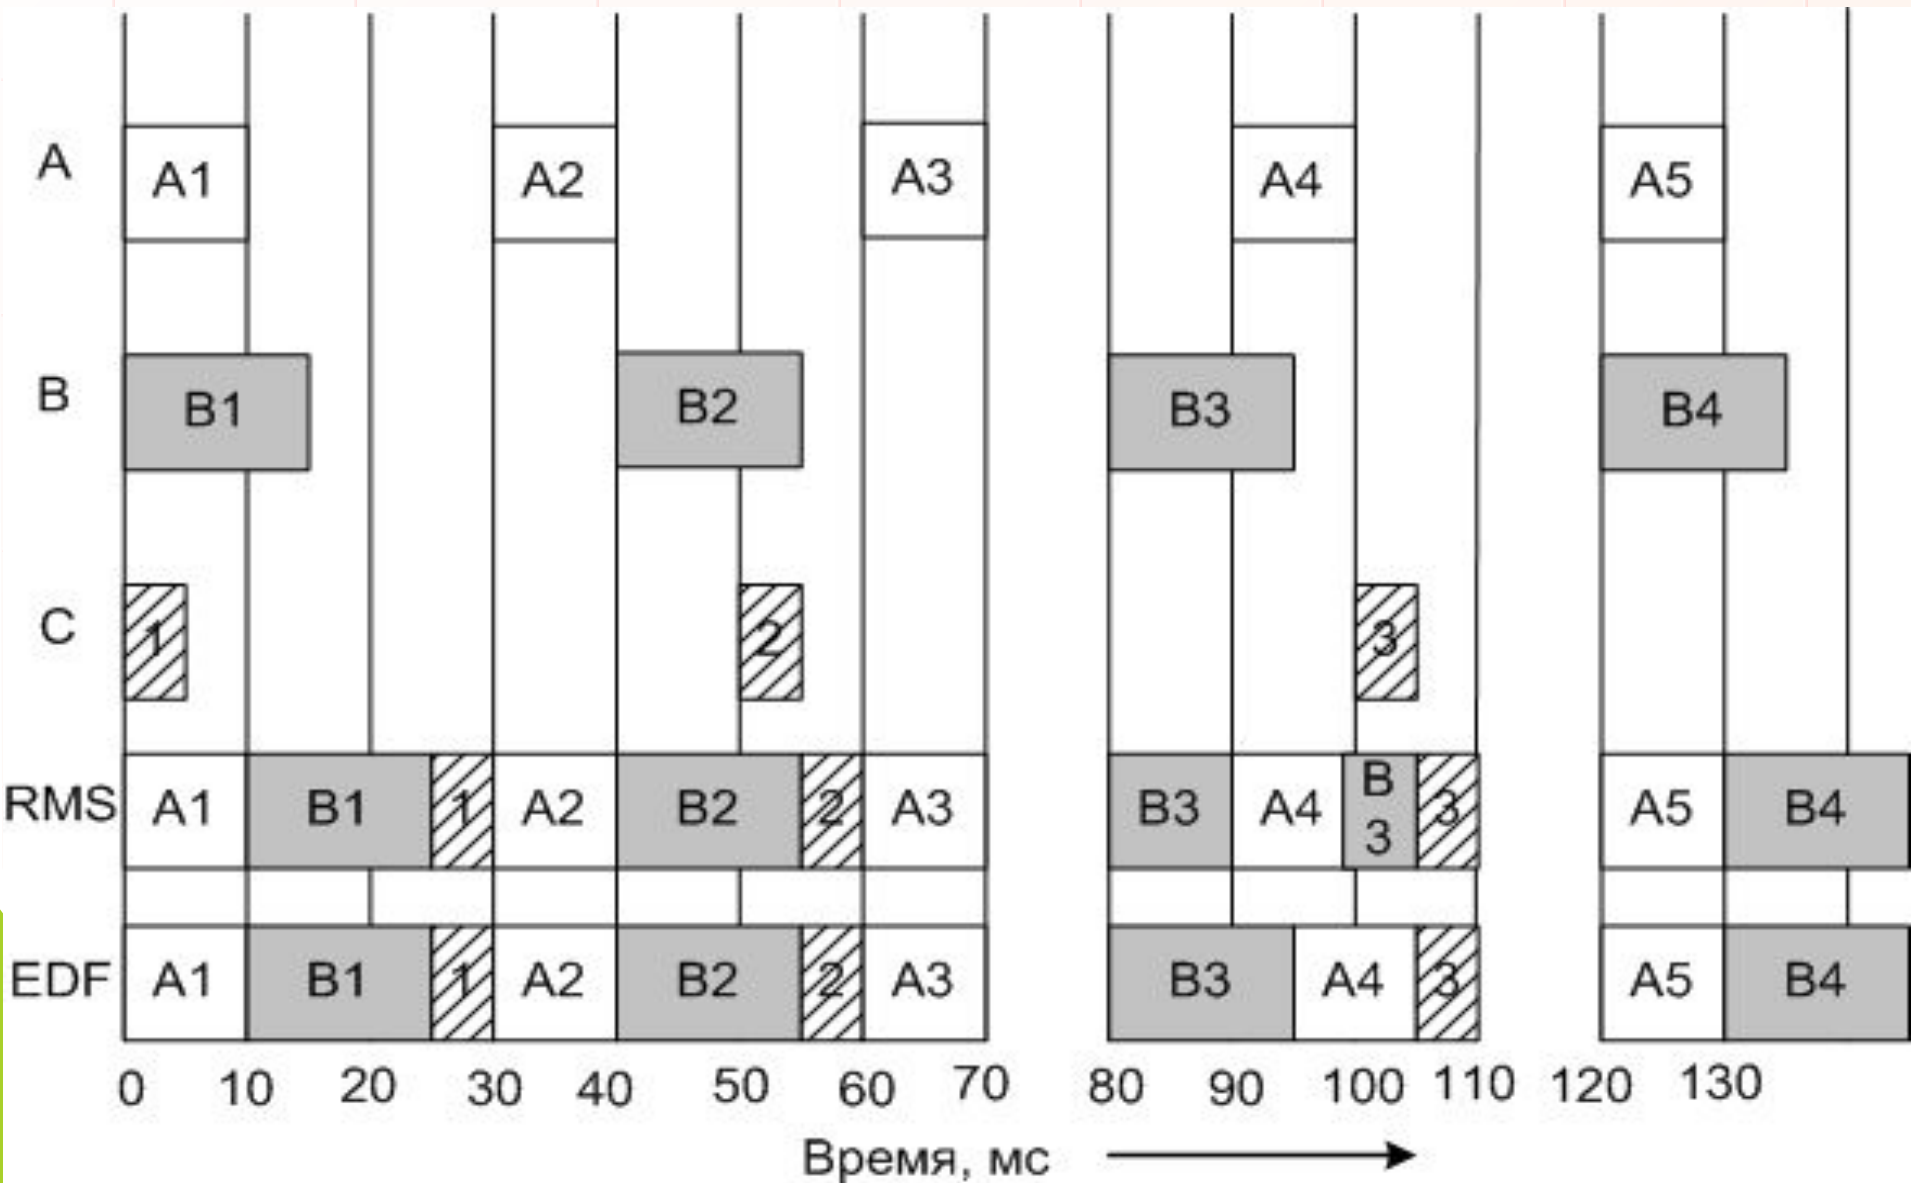 A A1 A2 A3 A4 A5
B B1 B2 B3 B4
C 1 2 3
RMS A1 B1 1 A2 B2 2 A3 B3 A4 B 3 3 A5 B4
EDF A1 B1 1 A2 B2 2 A3 B3 A4 3 A5 B4
0 10 20 30 40 50 60 70 80 90 100 110 120 130
Время, мс